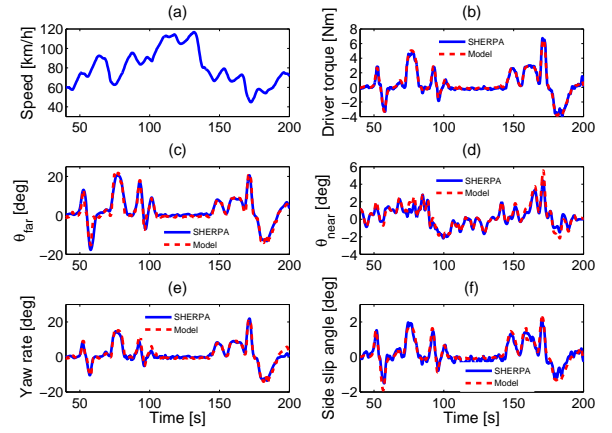 (a)
Speed [km/h]
120
100
80
60
40
50
100
150
200
(b)
Driver torque [Nm]
8
6
4
2
0
−2
−4
SHERPA
Model
50
100
150
200
(c)
θfar [deg]
20
0
−20
SHERPA
Model
50
100
150
200
(d)
θnear [deg]
6
4
2
0
−2
−4
SHERPA
Model
50
100
150
200
(e)
Yaw rate [deg]
20
0
−20
SHERPA
Model
50
100
150
200
Time [s]
(f)
Side slip angle [deg]
2
0
−2
SHERPA
Model
50
100
150
200
Time [s]